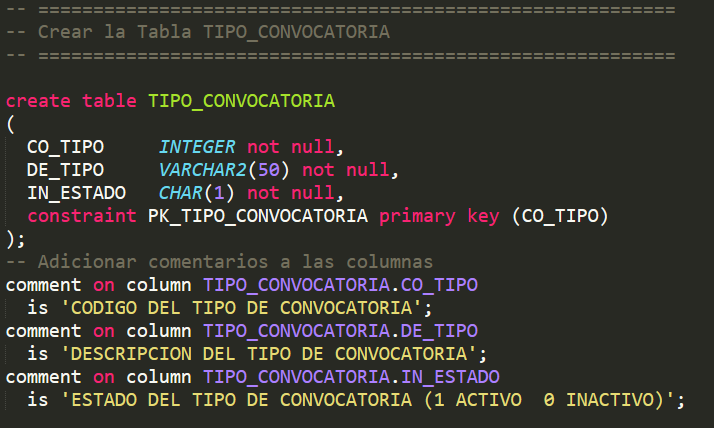 -- ===========================================================
-- Crear la Tabla TIPO_CONVOCATORIA
-- ===========================================================
create table TIPO_CONVOCATORIA
(
  CO_TIPO     INTEGER not null,
  DE_TIPO     VARCHAR2(50) not null,
  IN_ESTADO   CHAR(1) not null,
  constraint PK_TIPO_CONVOCATORIA primary key (CO_TIPO)
);
-- Adicionar comentarios a las columnas
comment on column TIPO_CONVOCATORIA.CO_TIPO
  is 'CODIGO DEL TIPO DE CONVOCATORIA';
comment on column TIPO_CONVOCATORIA.DE_TIPO
  is 'DESCRIPCION DEL TIPO DE CONVOCATORIA';
comment on column TIPO_CONVOCATORIA.IN_ESTADO
  is 'ESTADO DEL TIPO DE CONVOCATORIA (1 ACTIVO  0 INACTIVO)';